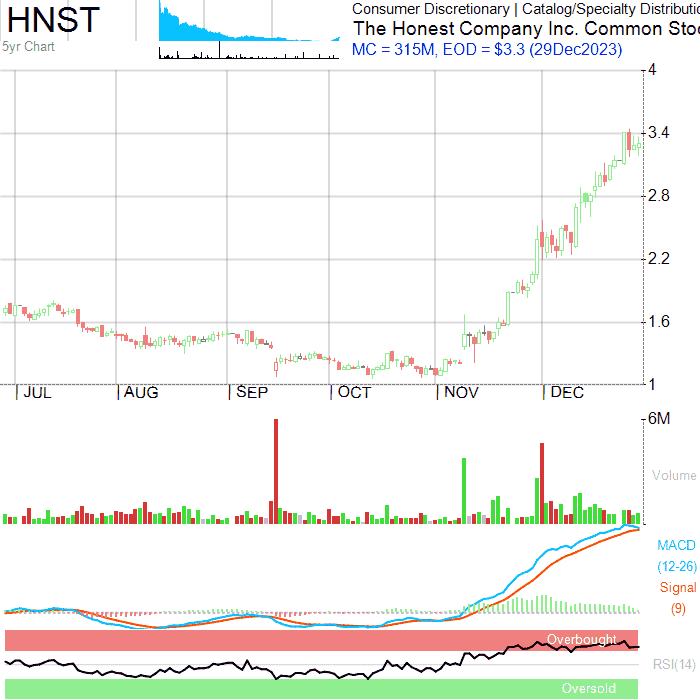 HNST
5yr Chart
Consumer Discretionary | Catalog/Specialty Distributio
The Honest Company Inc. Common Stoc
MC = 315M, EOD = $3.3 (29Dec2023)
4
3.4
2.8
2.2
1.6
1
JUL AUG SEP OCT NOV DEC
6M
Volume
MACD
(12-26)
Signal
(9)
Overbought
RSI(14)
Oversold